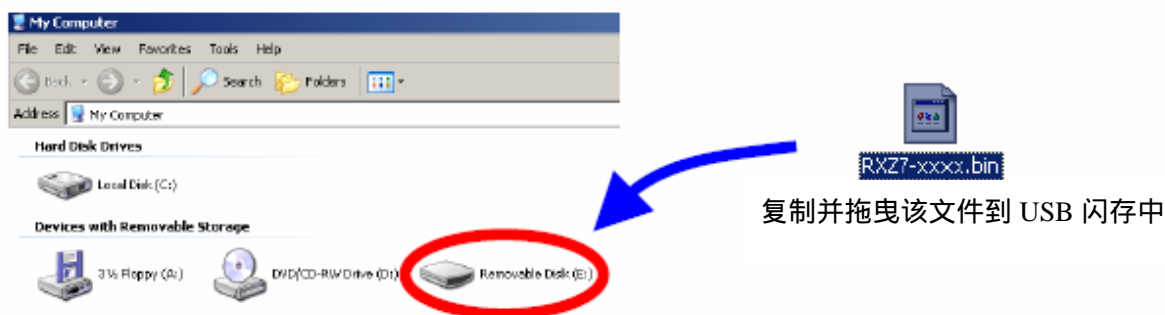 My Computer
File Edit View Favorites Tools Help
Back Search Folders
Address My Computer
Hard Disk Drives
Local Disk (C:)
Devices with Removable Storage
3½ Floppy (A:) DVD/CD-RW Drive (D:) Removable Disk (E:)
RXZ7-xxxx.bin
复制并拖曳该文件到 USB 闪存中